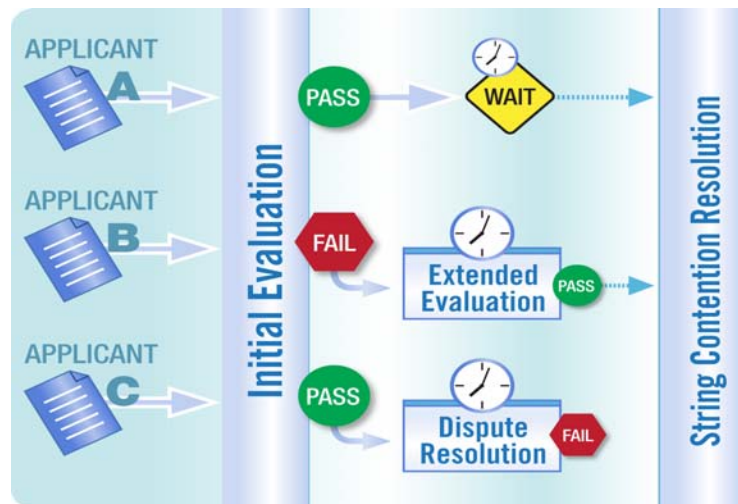 APPLICANT
A
PASS
WAIT
APPLICANT
B
FAIL
Extended
Evaluation
PASS
APPLICANT
C
PASS
Dispute
Resolution
FAIL
Initial Evaluation
String Contention Resolution